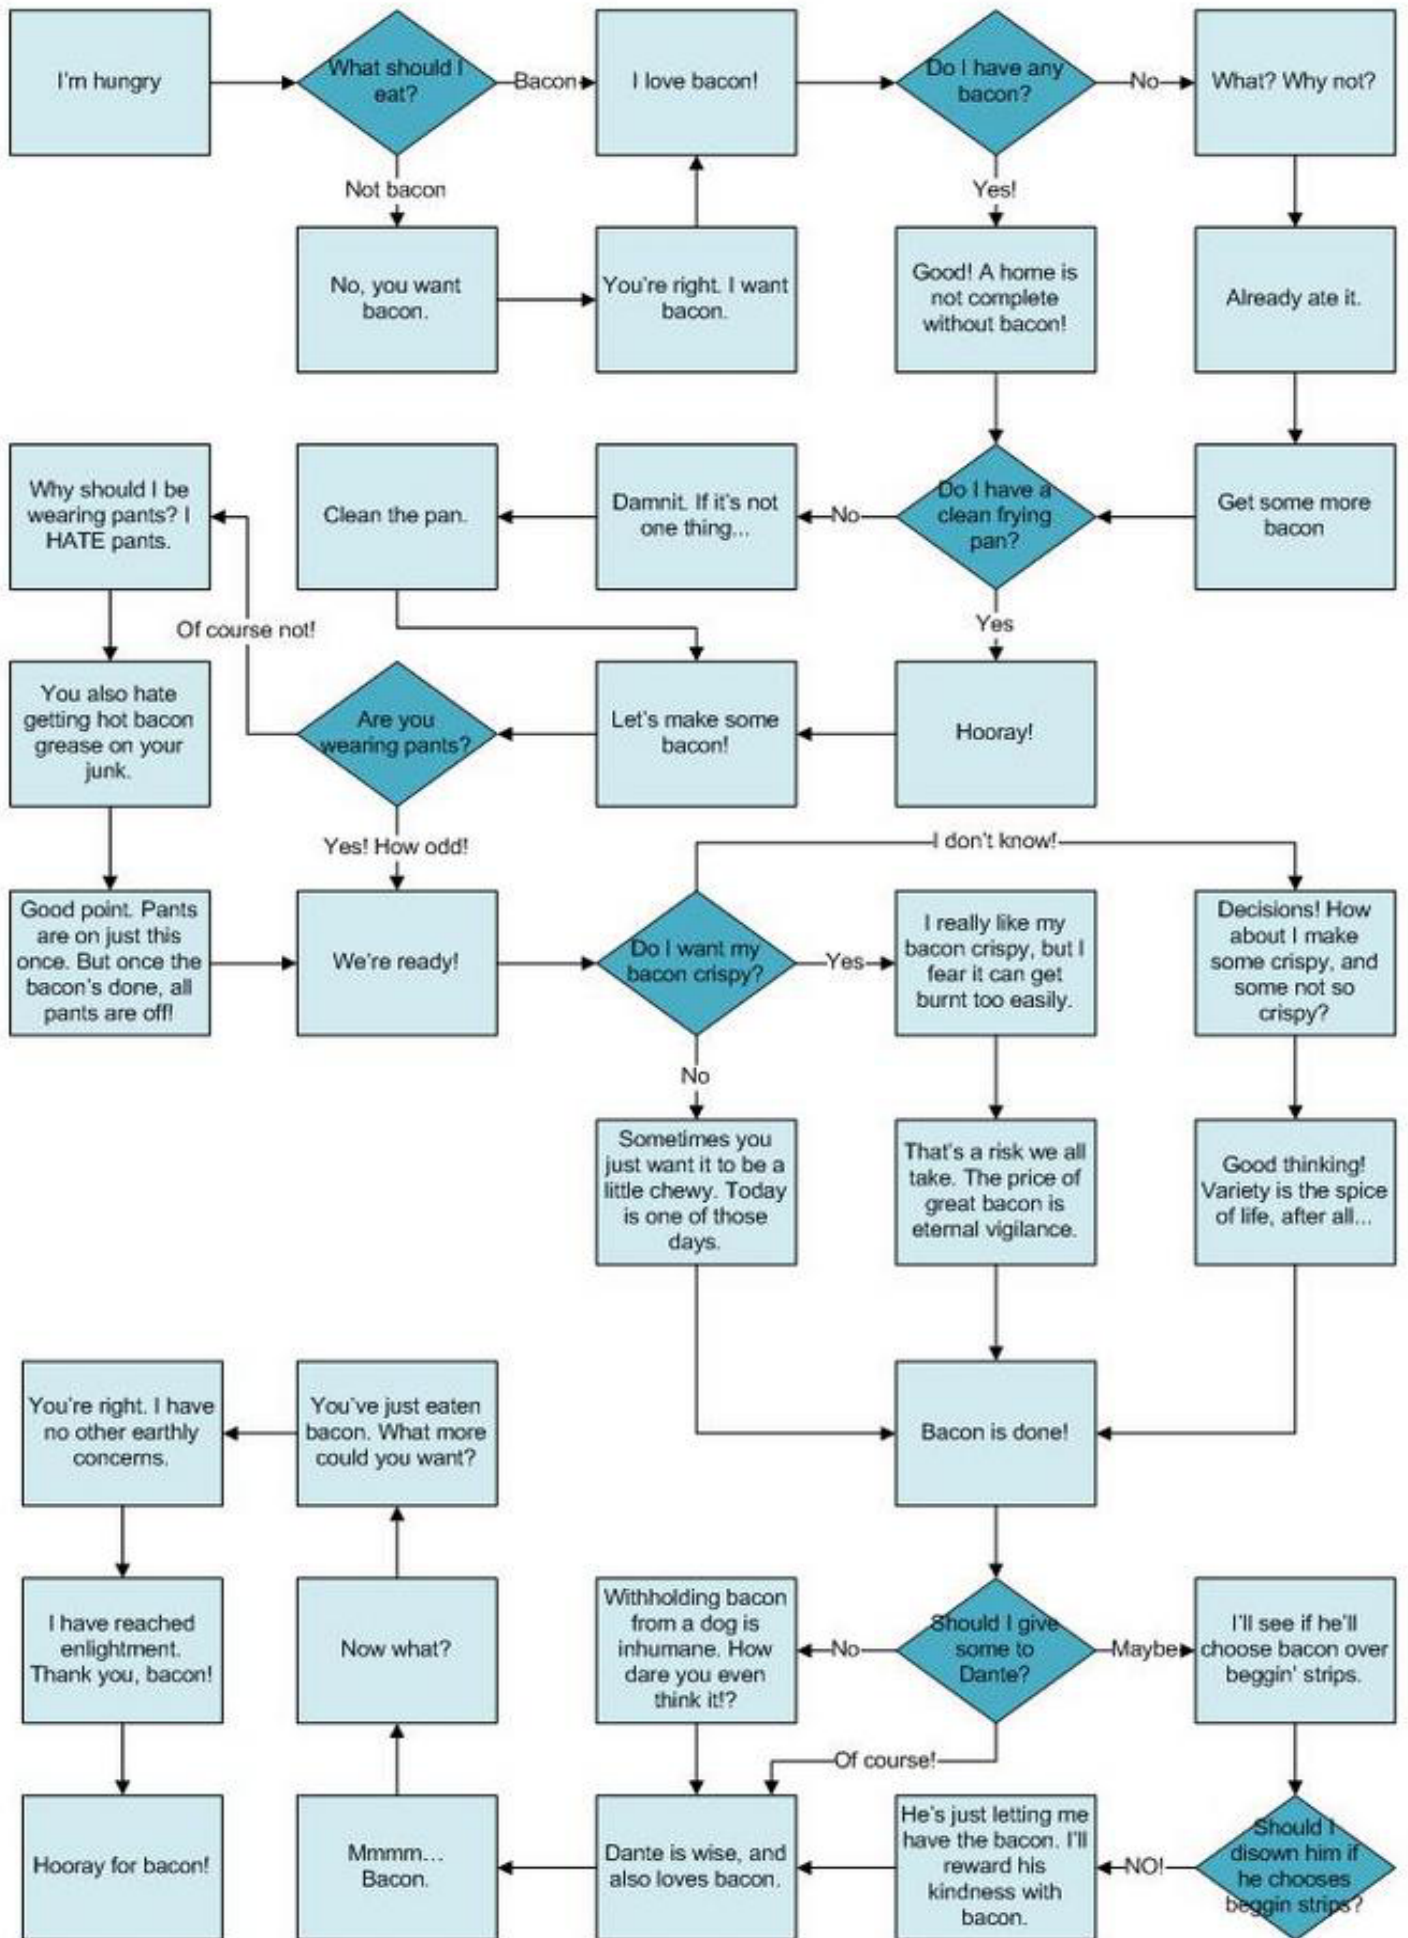 I'm hungry
What should I
eat?
Bacon
I love bacon!
Do I have any
bacon?
No
What? Why not?
Not bacon
Yes!
No, you want
bacon.
You're right. I want
bacon.
Good! A home is
not complete
without bacon!
Already ate it.
Why should I be
wearing pants? I
HATE pants.
Clean the pan.
Damnit. If it's not
one thing...
No
Do I have a
clean frying
pan?
Get some more
bacon
Of course not!
Yes
You also hate
getting hot bacon
grease on your
junk.
Are you
wearing pants?
Let's make some
bacon!
Hooray!
Yes! How odd!
I don't know!
Good point. Pants
are on just this
once. But once the
bacon's done, all
pants are off!
We're ready!
Do I want my
bacon crispy?
Yes
I really like my
bacon crispy, but I
fear it can get
burnt too easily.
Decisions! How
about I make
some crispy, and
some not so
crispy?
No
Sometimes you
just want it to be a
little chewy. Today
is one of those
days.
That's a risk we all
take. The price of
great bacon is
eternal vigilance.
Good thinking!
Variety is the spice
of life, after all...
You're right. I have
no other earthly
concerns.
You've just eaten
bacon. What more
could you want?
Bacon is done!
I have reached
enlightment.
Thank you, bacon!
Now what?
Withholding bacon
from a dog is
inhumane. How
dare you even
think it!?
No
Should I give
some to
Dante?
Maybe
I'll see if he'll
choose bacon over
beggin' strips.
Of course!
Hooray for bacon!
Mmmm...
Bacon.
Dante is wise, and
also loves bacon.
He's just letting me
have the bacon. I'll
reward his
kindness with
bacon.
NO!
Should I
disown him if
he chooses
beggin strips?